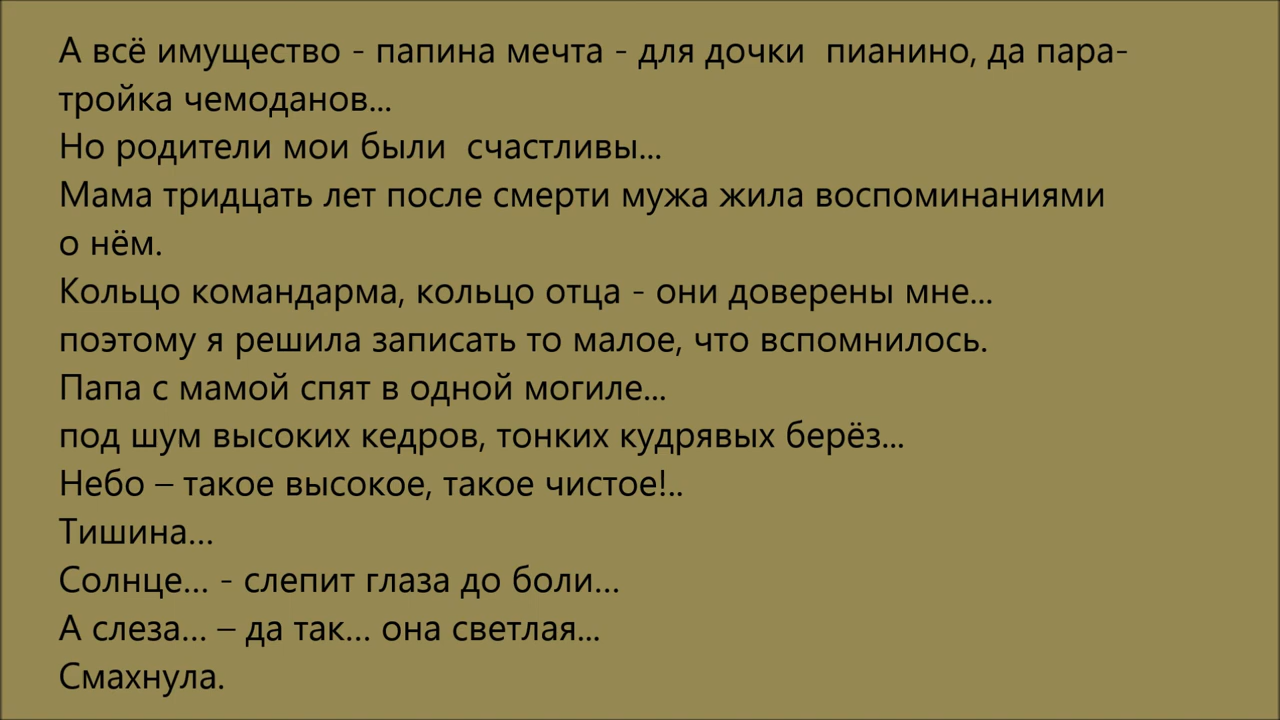 А всё имущество - папина мечта - для дочки  пианино, да пара-
тройка чемоданов...
Но родители мои были  счастливы...
Мама тридцать лет после смерти мужа жила воспоминаниями
о нём.
Кольцо командарма, кольцо отца - они доверены мне...
поэтому я решила записать то малое, что вспомнилось.
Папа с мамой спят в одной могиле...
под шум высоких кедров, тонких кудрявых берёз...
Небо – такое высокое, такое чистое!..
Тишина...
Солнце... - слепит глаза до боли...
А слеза... – да так... она светлая...
Смахнула.